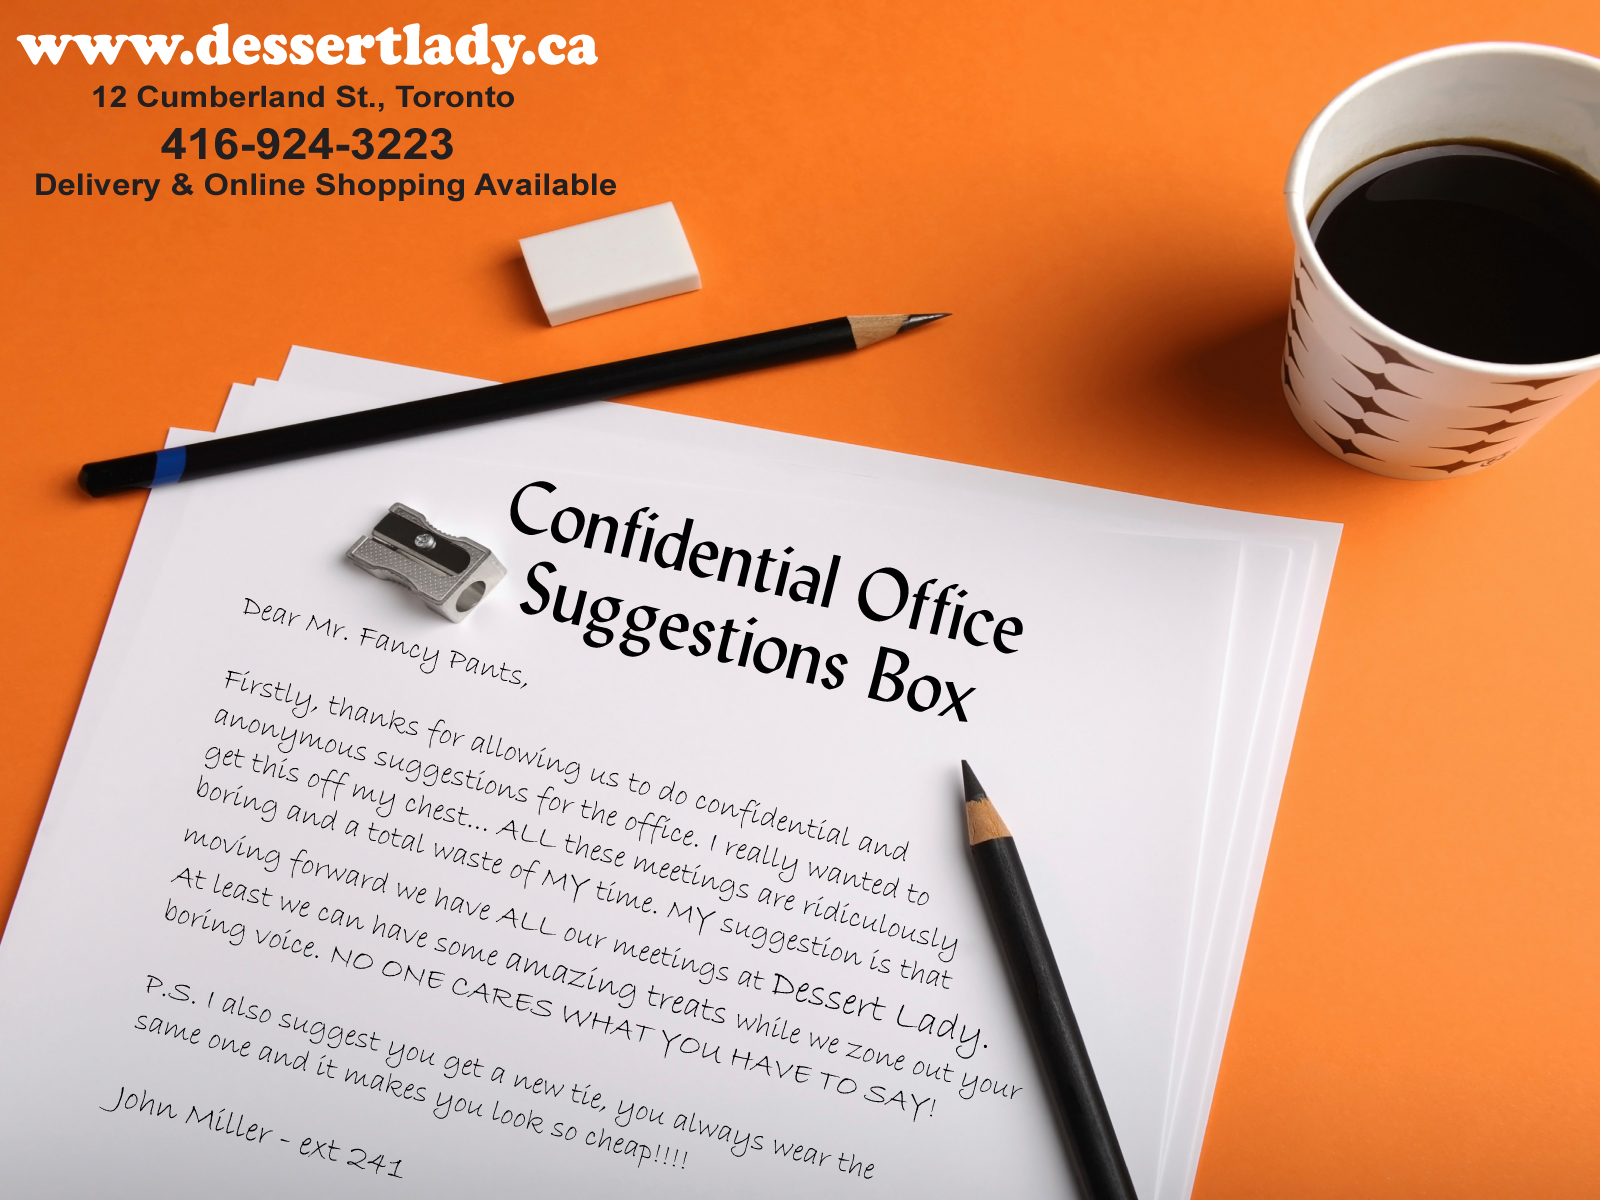 www.dessertlady.ca
12 Cumberland St., Toronto
416-924-3223
Delivery & Online Shopping Available
Confidential Office
Suggestions Box
Dear Mr. Fancy Pants,
Firstly, thanks for allowing us to do confidential and
anonymous suggestions for the office. I really wanted to
get this off my chest... ALL these meetings are ridiculously
boring and a total waste of MY time. MY suggestion is that
moving forward we have ALL our meetings at Dessert Lady.
At least we can have some amazing treats while we zone out your
boring voice. NO ONE CARES WHAT YOU HAVE TO SAY!
P.S. I also suggest you get a new tie, you always wear the
same one and it makes you look so cheap!!!!
John Miller - ext 241